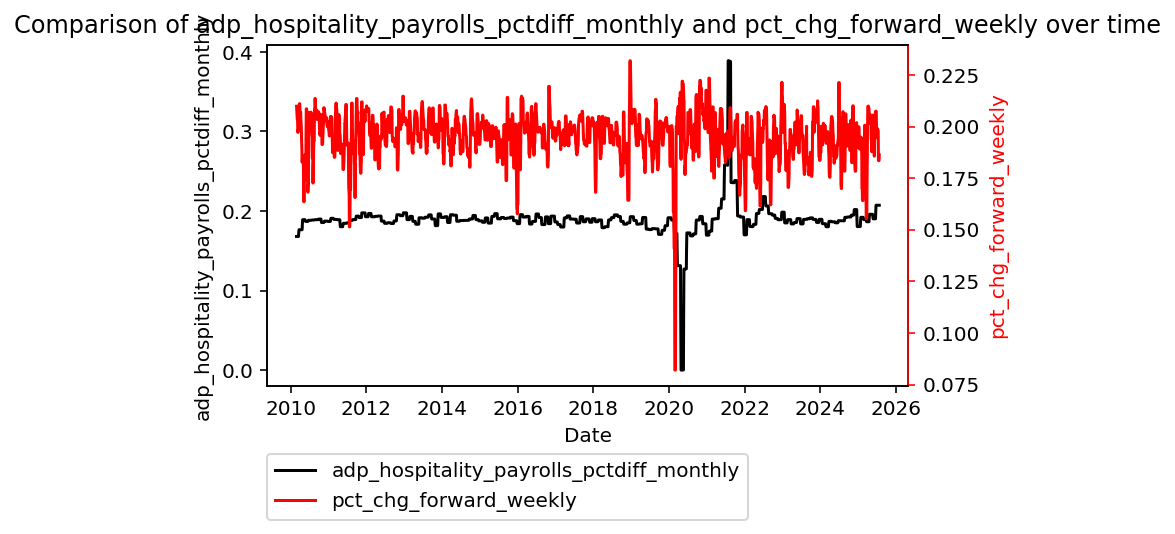 Comparison of adp_hospitality_payrolls_pctdiff_monthly and pct_chg_forward_weekly over time
adp_hospitality_payrolls_pctdiff_monthly
0.4
0.3
0.2
0.1
0.0
0.225
0.200
0.175
0.150
0.125
0.100
0.075
pct_chg_forward_weekly
2010 2012 2014 2016 2018 2020 2022 2024 2026
Date
adp_hospitality_payrolls_pctdiff_monthly
pct_chg_forward_weekly